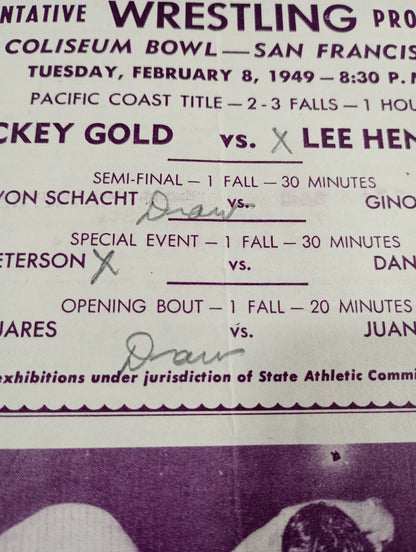 NTATIVE WRESTLING PRO
COLISEUM BOWL — SAN FRANCIS
TUESDAY, FEBRUARY 8, 1949 — 8:30 P. M
PACIFIC COAST TITLE — 2-3 FALLS — 1 HOU
CKEY GOLD vs. X LEE HEN
SEMI-FINAL — 1 FALL — 30 MINUTES
VON SCHACHT Draw vs. GINO
SPECIAL EVENT — 1 FALL — 30 MINUTES
ETERSON X vs. DAN
OPENING BOUT — 1 FALL — 20 MINUTES
UARES vs. JUAN
Draw
exhibitions under jurisdiction of State Athletic Commi